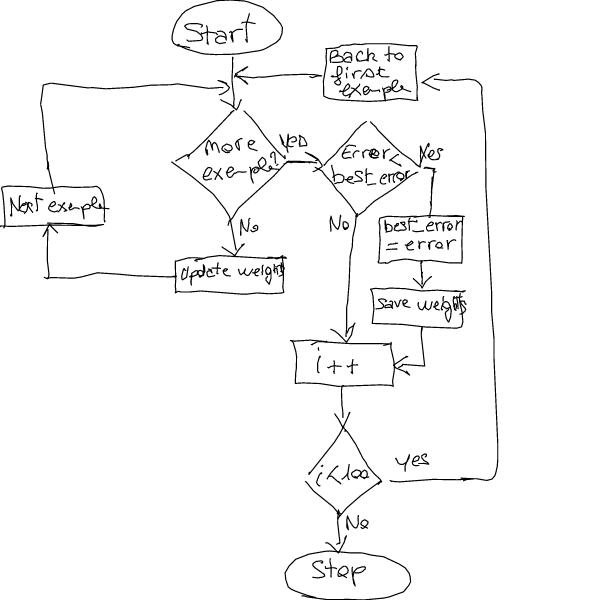 Start
Back to
first
exemple
More
exemple?
Yes
Error<
best_error
Yes
No
No
Next exemple
Update weights
best_error
= error
save weights
i++
i<100
yes
No
Stop